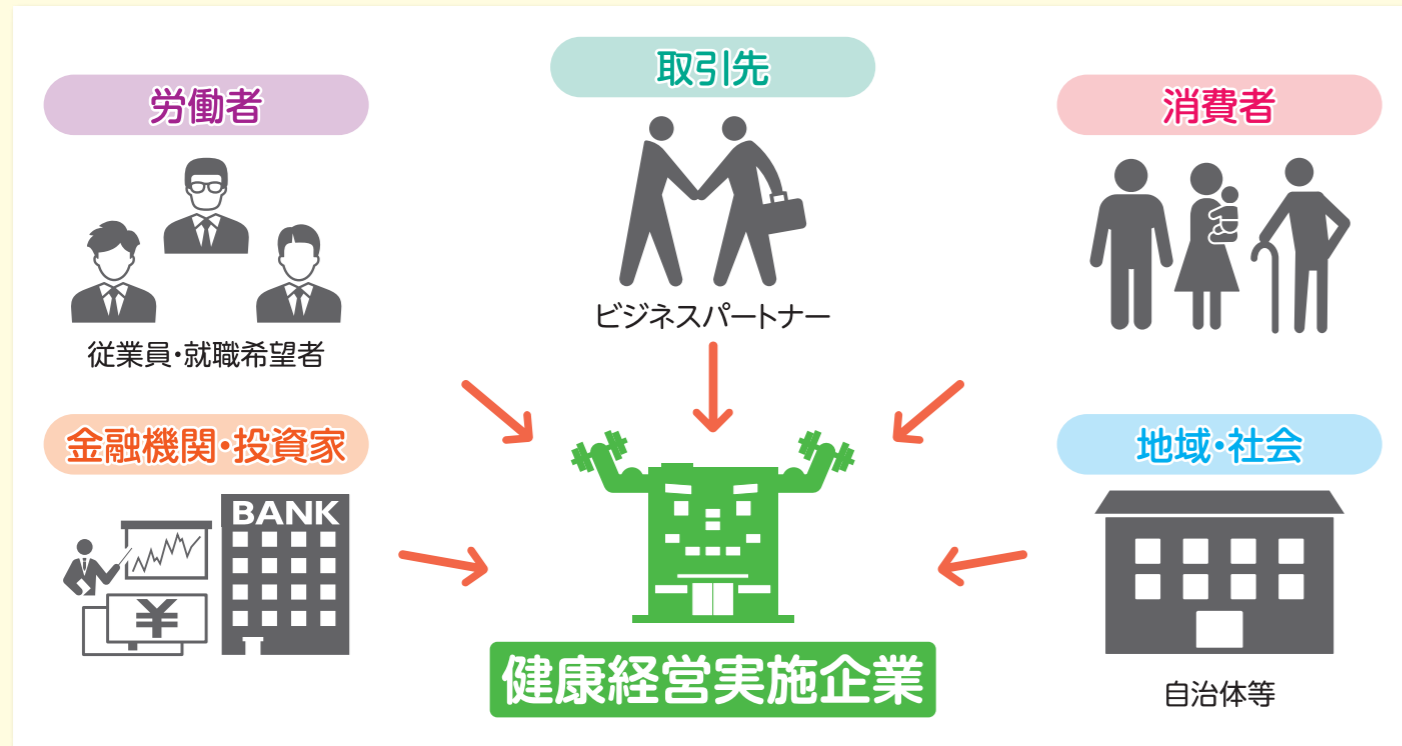 労働者
従業員・就職希望者
取引先
ビジネスパートナー
消費者
金融機関・投資家
BANK
¥
地域・社会
自治体等
健康経営実施企業